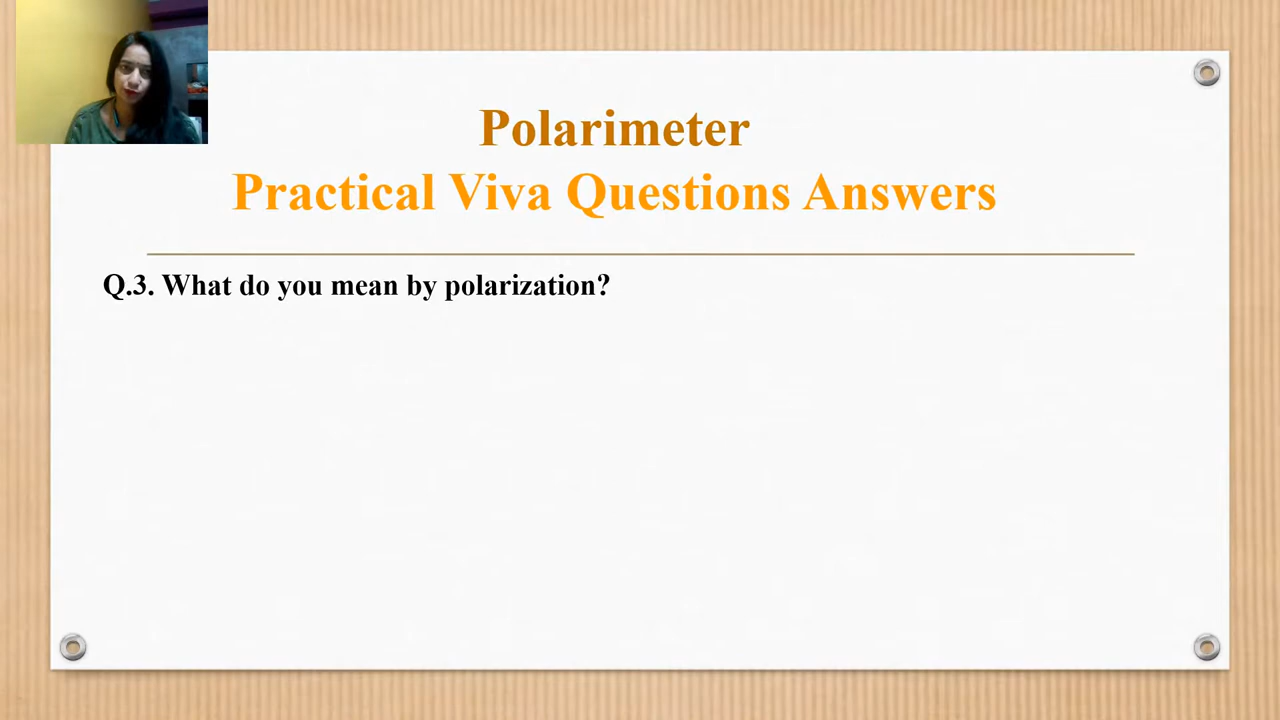 Polarimeter
Practical Viva Questions Answers
Q.3. What do you mean by polarization?